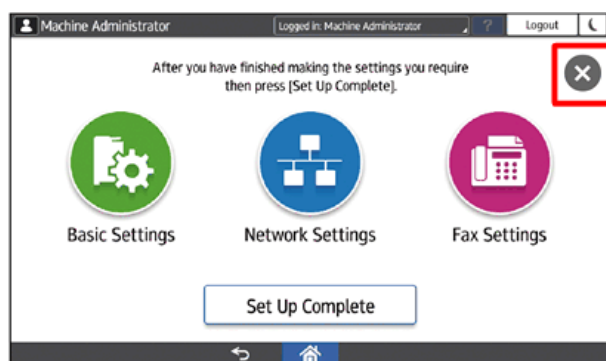 Machine Administrator
Logged in: Machine Administrator
?
Logout
After you have finished making the settings you require
then press [Set Up Complete].
Basic Settings
Network Settings
Fax Settings
Set Up Complete